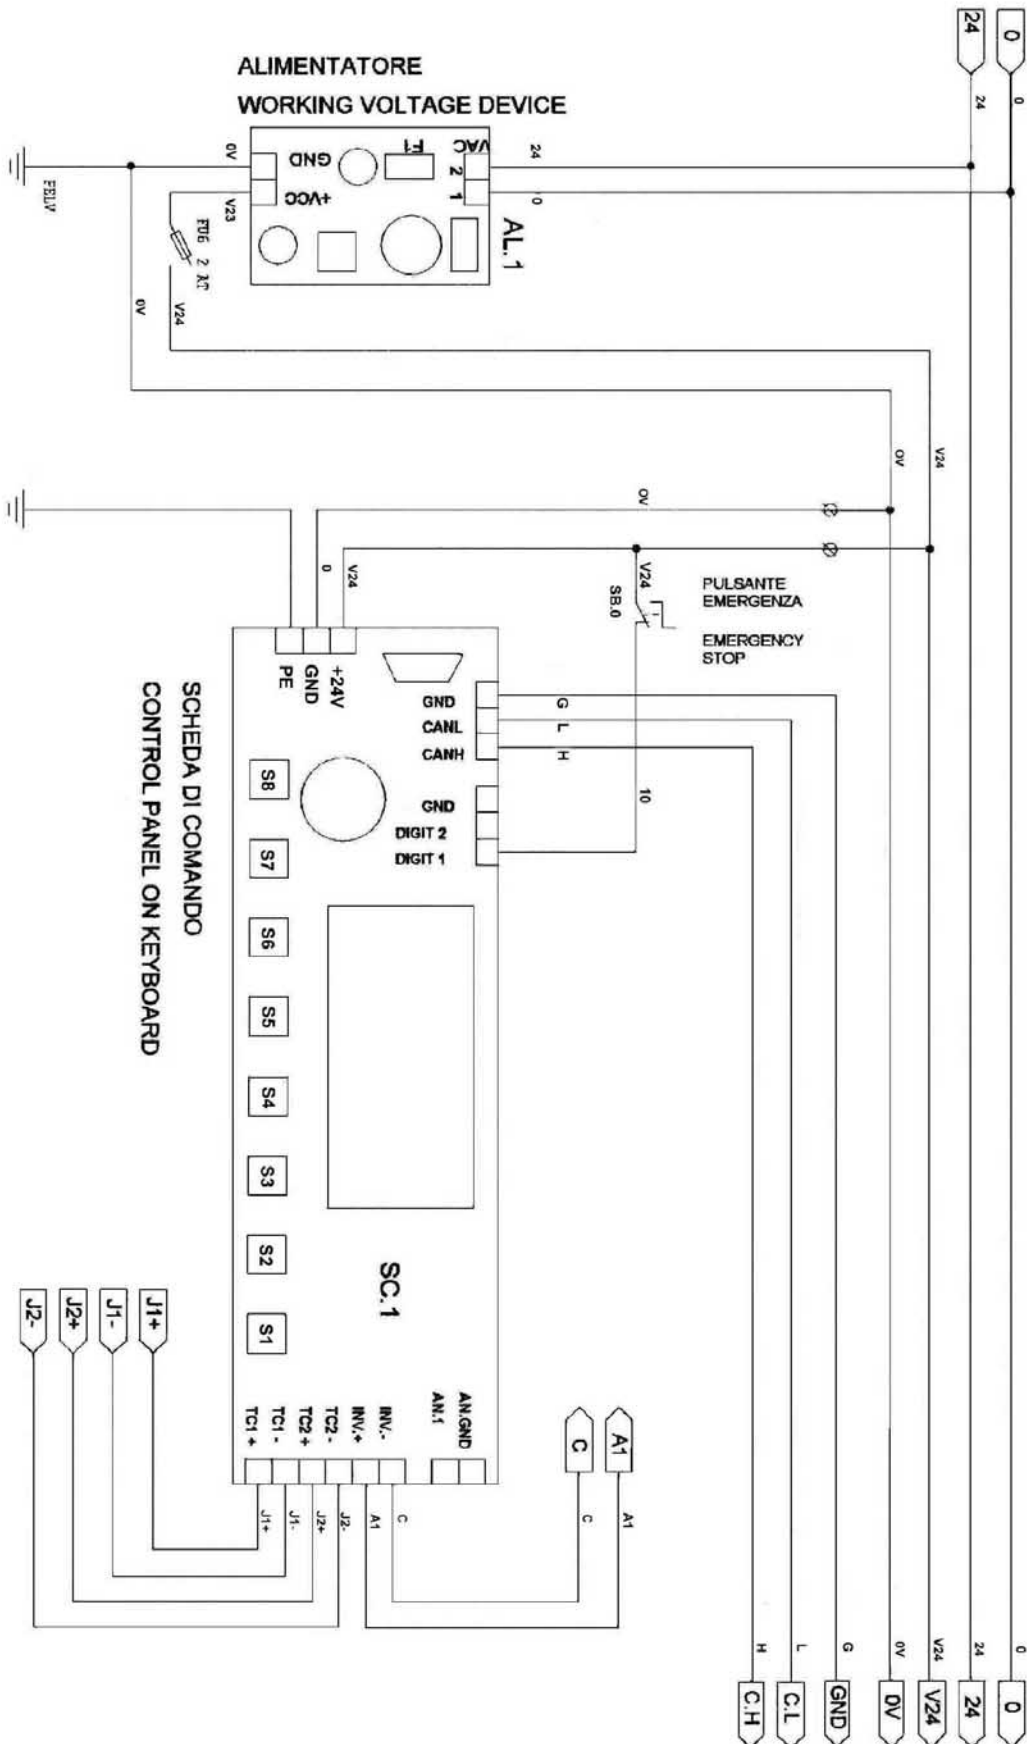 0
24
0
24
ALIMENTATORE
WORKING VOLTAGE DEVICE
0V
GND
F1
VAC
2
24
+VCC
1
0
V23
AL.1
PELV
FU6 2 AT
0V
V24
0V
V24
0V
0
V24
V24
SB.0
PULSANTE
EMERGENZA
EMERGENCY
STOP
PE
GND
+24V
GND
CANL
CANH
G
L
H
GND
DIGIT 2
DIGIT 1
10
SCHEDA DI COMANDO
CONTROL PANEL ON KEYBOARD
S8
S7
S6
S5
S4
S3
S2
S1
SC.1
J2-
J2+
J1-
J1+
TC1 +
TC1 -
TC2 +
TC2 -
INV.+
INV.-
AN.1
AN.GND
C
A1
J1+
J1-
J2+
J2-
A1
C
C
A1
H
L
G
0V
V24
24
0
C.H
C.L
GND
0V
V24
24
0